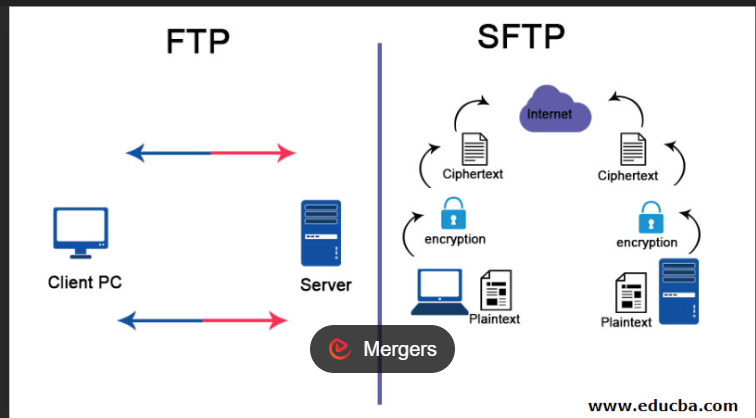 FTP
Client PC
Server
Mergers
SFTP
Internet
Ciphertext
Ciphertext
encryption
encryption
Plaintext
Plaintext
www.educba.com